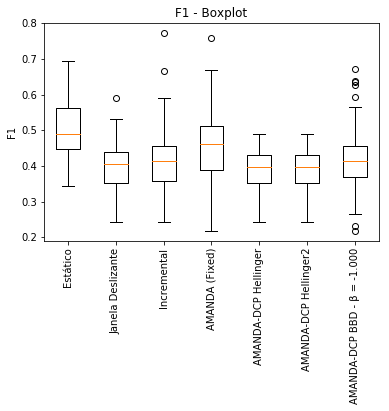 F1 - Boxplot
F1
0.8
0.7
0.6
0.5
0.4
0.3
0.2
Estático
Janela Deslizante
Incremental
AMANDA (Fixed)
AMANDA-DCP Hellinger
AMANDA-DCP Hellinger2
AMANDA-DCP BBD - β = -1.000